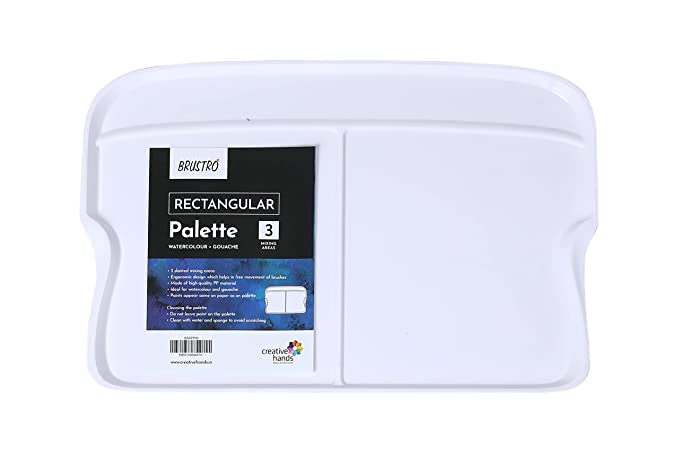 BRUSTRO
RECTANGULAR
Palette
3
MIXING
AREAS
WATERCOLOUR • GOUACHE
• 3 slanted mixing areas
• Ergonomic design which helps in free movement of brushes
• Made of high-quality PP material
• Ideal for watercolour and gouache
• Paints appear same on paper as on palette
Cleaning the palette
• Do not leave paint on the palette
• Clean with water and sponge to avoid scratching
www.creativehands.in
creative
hands